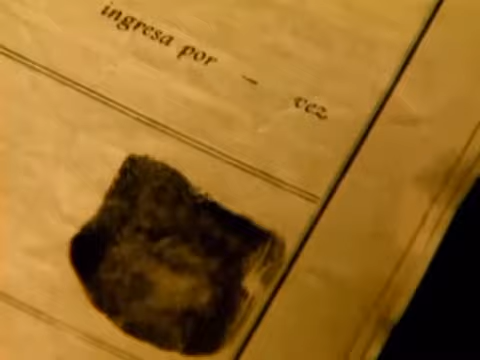 ingresa por – vez